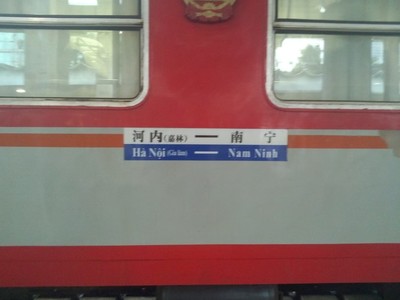 河内(嘉林) — 南宁
Hà Nội (Gia lâm) — Nam Ninh